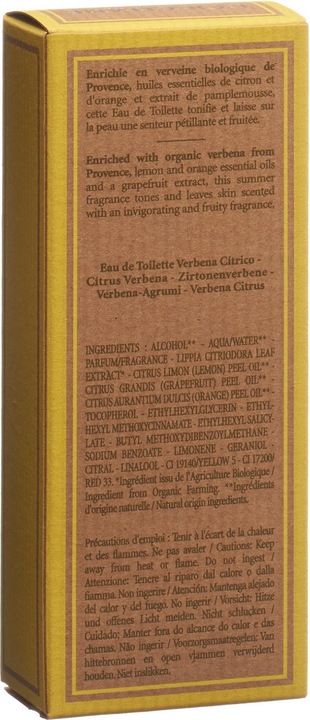 Enrichie en verveine biologique de
Provence, huiles essentielles de citron et
d'orange et extrait de pamplemousse,
cette Eau de Toilette tonifie et laisse sur
la peau une senteur pétillante et fruitée.
Enriched with organic verbena from
Provence, lemon and orange essential oils
and a grapefruit extract, this summer
fragrance tones and leaves skin scented
with an invigorating and fruity fragrance.
Eau de Toilette Verbena Cítrico -
Citrus Verbena - Zirtonenverbene -
Verbena-Agrumi - Verbena Citrus
INGREDIENTS - ALCOHOL** - AQUA/WATER**
PARFUM/FRAGRANCE - LIPPIA CITRIODORA LEAF
EXTRACT* - CITRUS LIMON (LEMON) PEEL OIL** -
CITRUS GRANDIS (GRAPEFRUIT) PEEL OIL** -
CITRUS AURANTIUM DULCIS (ORANGE) PEEL OIL** -
TOCOPHEROL - ETHYLHEXYLGLYCERIN - ETHYL-
HEXYL METHOXYCINNAMATE - ETHYLHEXYL SALICY-
LATE - BUTYL METHOXYDIBENZOYLMETHANE -
SODIUM BENZOATE - LIMONENE - GERANIOL -
CITRAL - LINALOOL - CI 19140/YELLOW 5 - CI 17200/
RED 33. *Ingrédient issu de l'Agriculture Biologique /
Ingredient from Organic Farming. **Ingrédients
d'origine naturelle / Natural origin ingredients.
Précautions d'emploi : Tenir à l'écart de la chaleur
et des flammes. Ne pas avaler / Cautions: Keep
away from heat or flame. Do not ingest /
Attenzione: Tenere al riparo dal calore o dalla
fiamma. Non ingerire / Atención: Mantenga alejado
del calor y del fuego. No ingerir / Vorsicht: Hitze
und offenes Licht meiden. Nicht schlucken /
Cuidado: Manter fora do alcance do calor e das
chamas. Não ingerir / Voorzorgsmaatregelen: Van
hittebronnen en open vlammen verwijderd
houden. Niet inslikken.